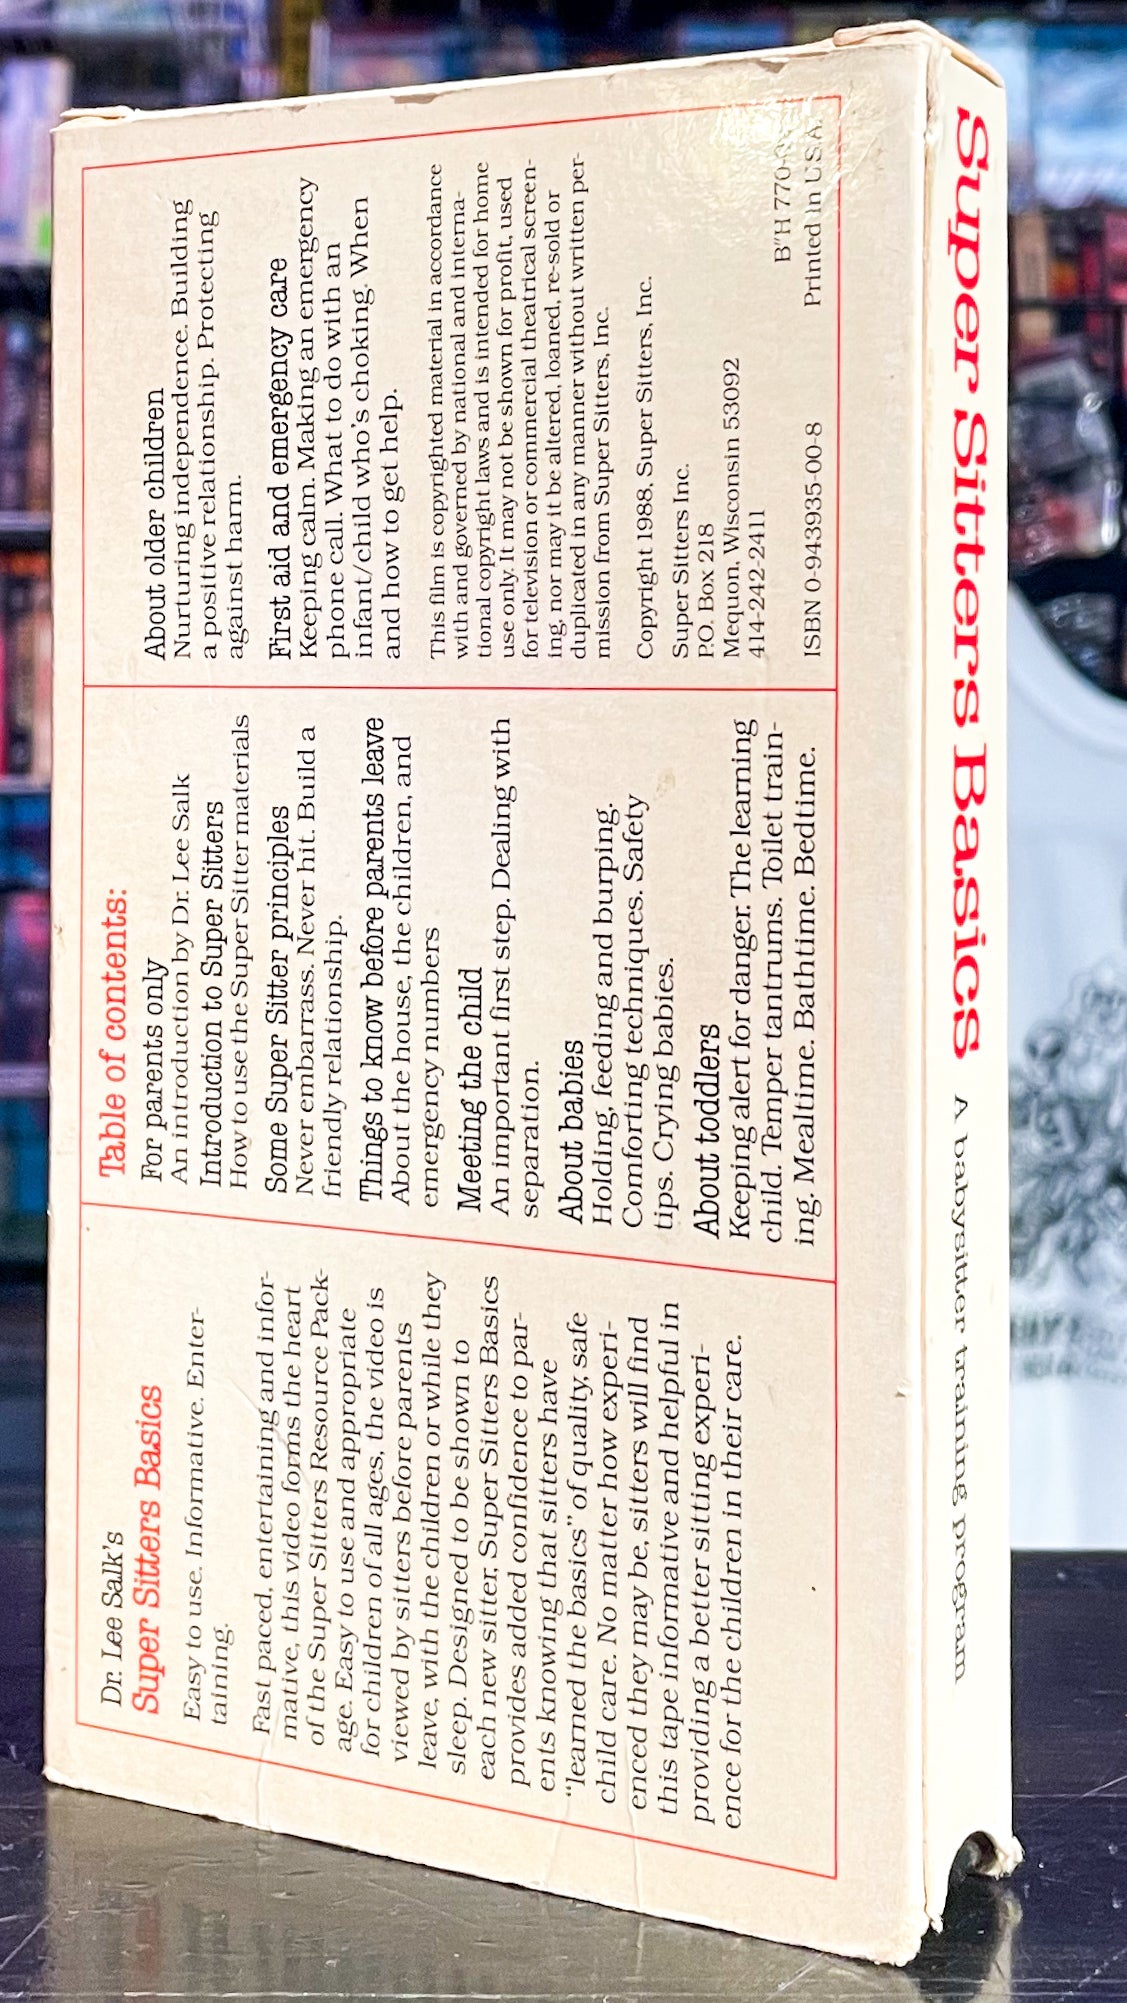 Dr. Lee Salk's
Super Sitters Basics
Easy to use. Informative. Enter-
taining.
Fast paced, entertaining and infor-
mative, this video forms the heart
of the Super Sitters Resource Pack-
age. Easy to use and appropriate
for children of all ages, the video is
viewed by sitters before parents
leave, with the children or while they
sleep. Designed to be shown to
each new sitter, Super Sitters Basics
provides added confidence to par-
ents knowing that sitters have
“learned the basics” of quality, safe
child care. No matter how experi-
enced they may be, sitters will find
this tape informative and helpful in
providing a better sitting experi-
ence for the children in their care.
Table of contents:
For parents only
An introduction by Dr. Lee Salk
Introduction to Super Sitters
How to use the Super Sitter materials
Some Super Sitter principles
Never embarrass. Never hit. Build a
friendly relationship.
Things to know before parents leave
About the house, the children, and
emergency numbers
Meeting the child
An important first step. Dealing with
separation.
About babies
Holding, feeding and burping.
Comforting techniques. Safety
tips. Crying babies.
About toddlers
Keeping alert for danger. The learning
child. Temper tantrums. Toilet train-
ing. Mealtime. Bathtime. Bedtime.
About older children
Nurturing independence. Building
a positive relationship. Protecting
against harm.
First aid and emergency care
Keeping calm. Making an emergency
phone call. What to do with an
infant/child who's choking. When
and how to get help.
This film is copyrighted material in accordance
with and governed by national and interna-
tional copyright laws and is intended for home
use only. It may not be shown for profit, used
for television or commercial theatrical screen-
ing, nor may it be altered, loaned, re-sold or
duplicated in any manner without written per-
mission from Super Sitters, Inc.
Copyright 1988, Super Sitters, Inc.
Super Sitters Inc.
P.O. Box 218
Mequon, Wisconsin 53092
414-242-2411
B"H
ISBN 0-943935-00-8 Printed in U.S.A.
Super Sitters Basics A babysitter training program